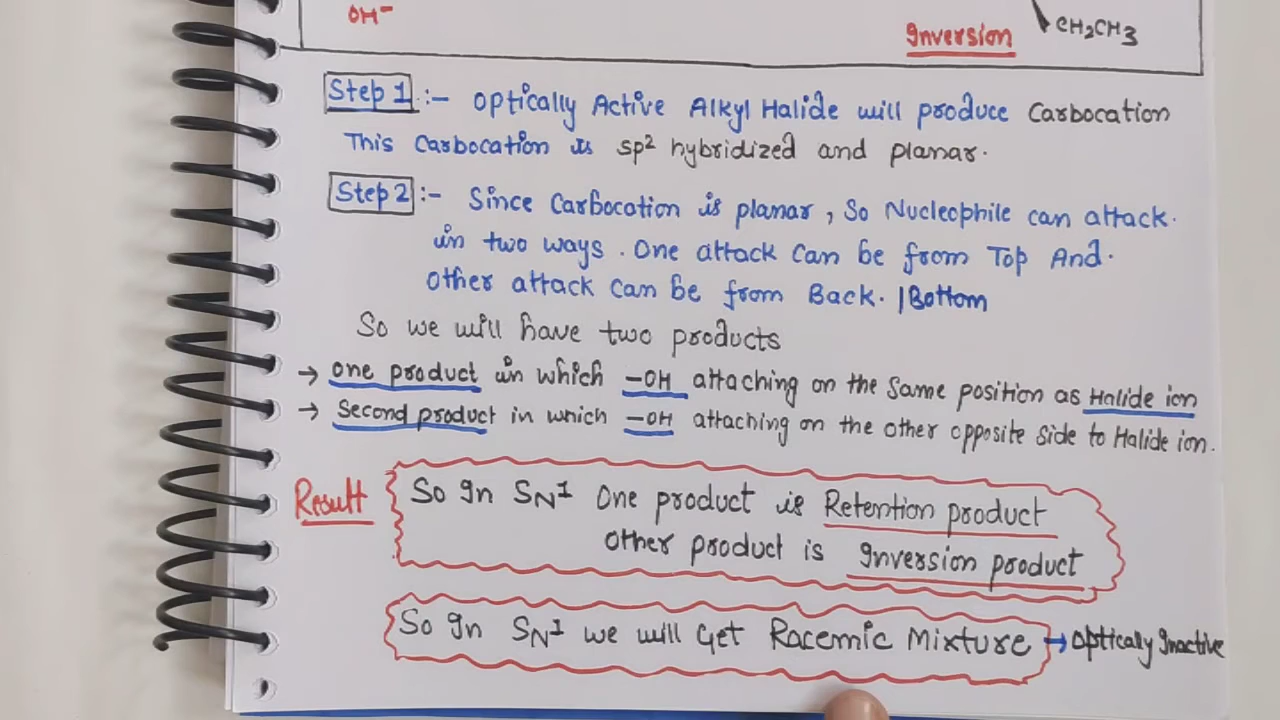 OH⁻
Inversion
CH₂CH₃
Step 1 :- Optically Active Alkyl Halide will produce Carbocation
This Carbocation is sp² hybridized and planar.
Step 2 :- Since Carbocation is planar, So Nucleophile can attack.
in two ways. One attack can be from Top And.
Other attack can be from Back. |Bottom
So we will have two products
→ one product in which -OH attaching on the same position as Halide ion
→ Second product in which -OH attaching on the other opposite side to Halide ion.
Result
So In SN1 One product is Retention product
Other product is Inversion product
So In SN1 we will Get Racemic Mixture → Optically Inactive